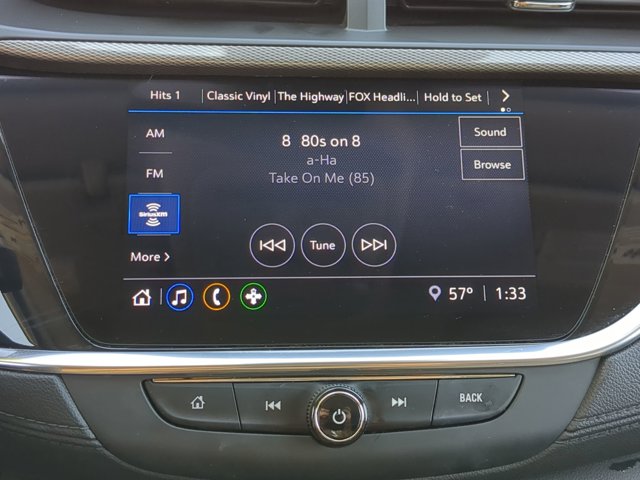 Hits 1 Classic Vinyl The Highway FOX Headli... Hold to Set
AM
8 80s on 8
Sound
a-Ha
Browse
FM
Take On Me (85)
SiriusXM
Tune
More
57° 1:33
BACK